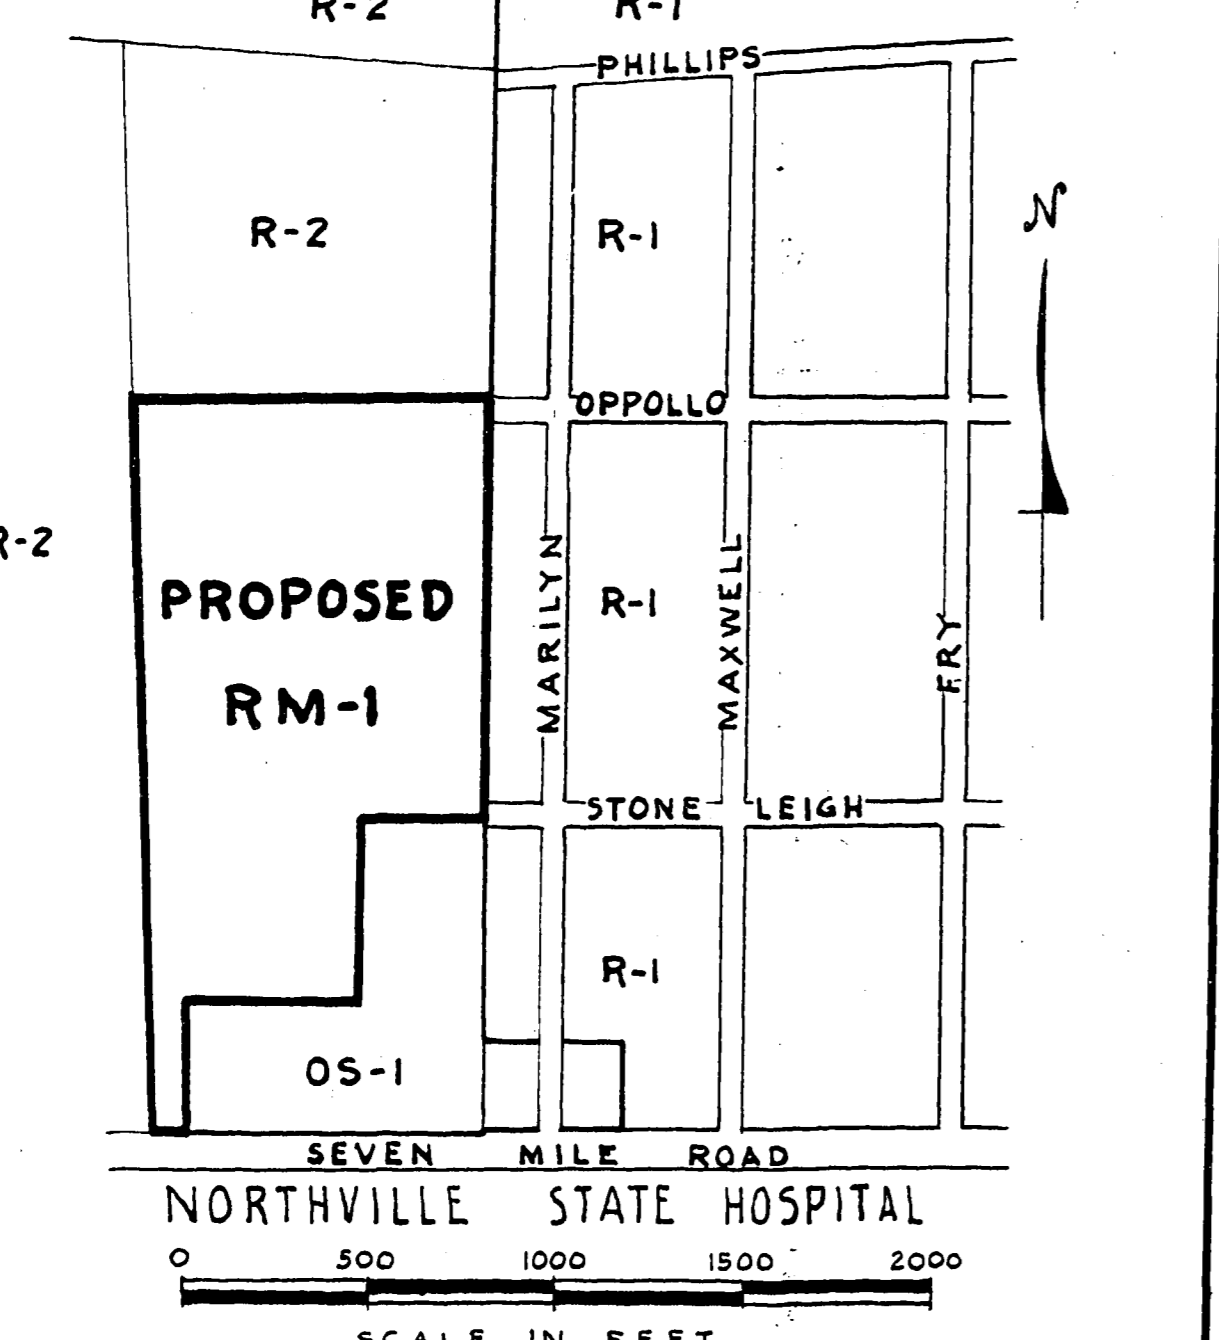 R-2 R-1
PHILLIPS
R-2 R-1
N
OPPOLLO
R-2
PROPOSED
RM-1
R-1
MARILYN
MAXWELL
FRY
STONE LEIGH
R-1
OS-1
SEVEN MILE ROAD
NORTHVILLE STATE HOSPITAL
0 500 1000 1500 2000
SCALE IN FEET